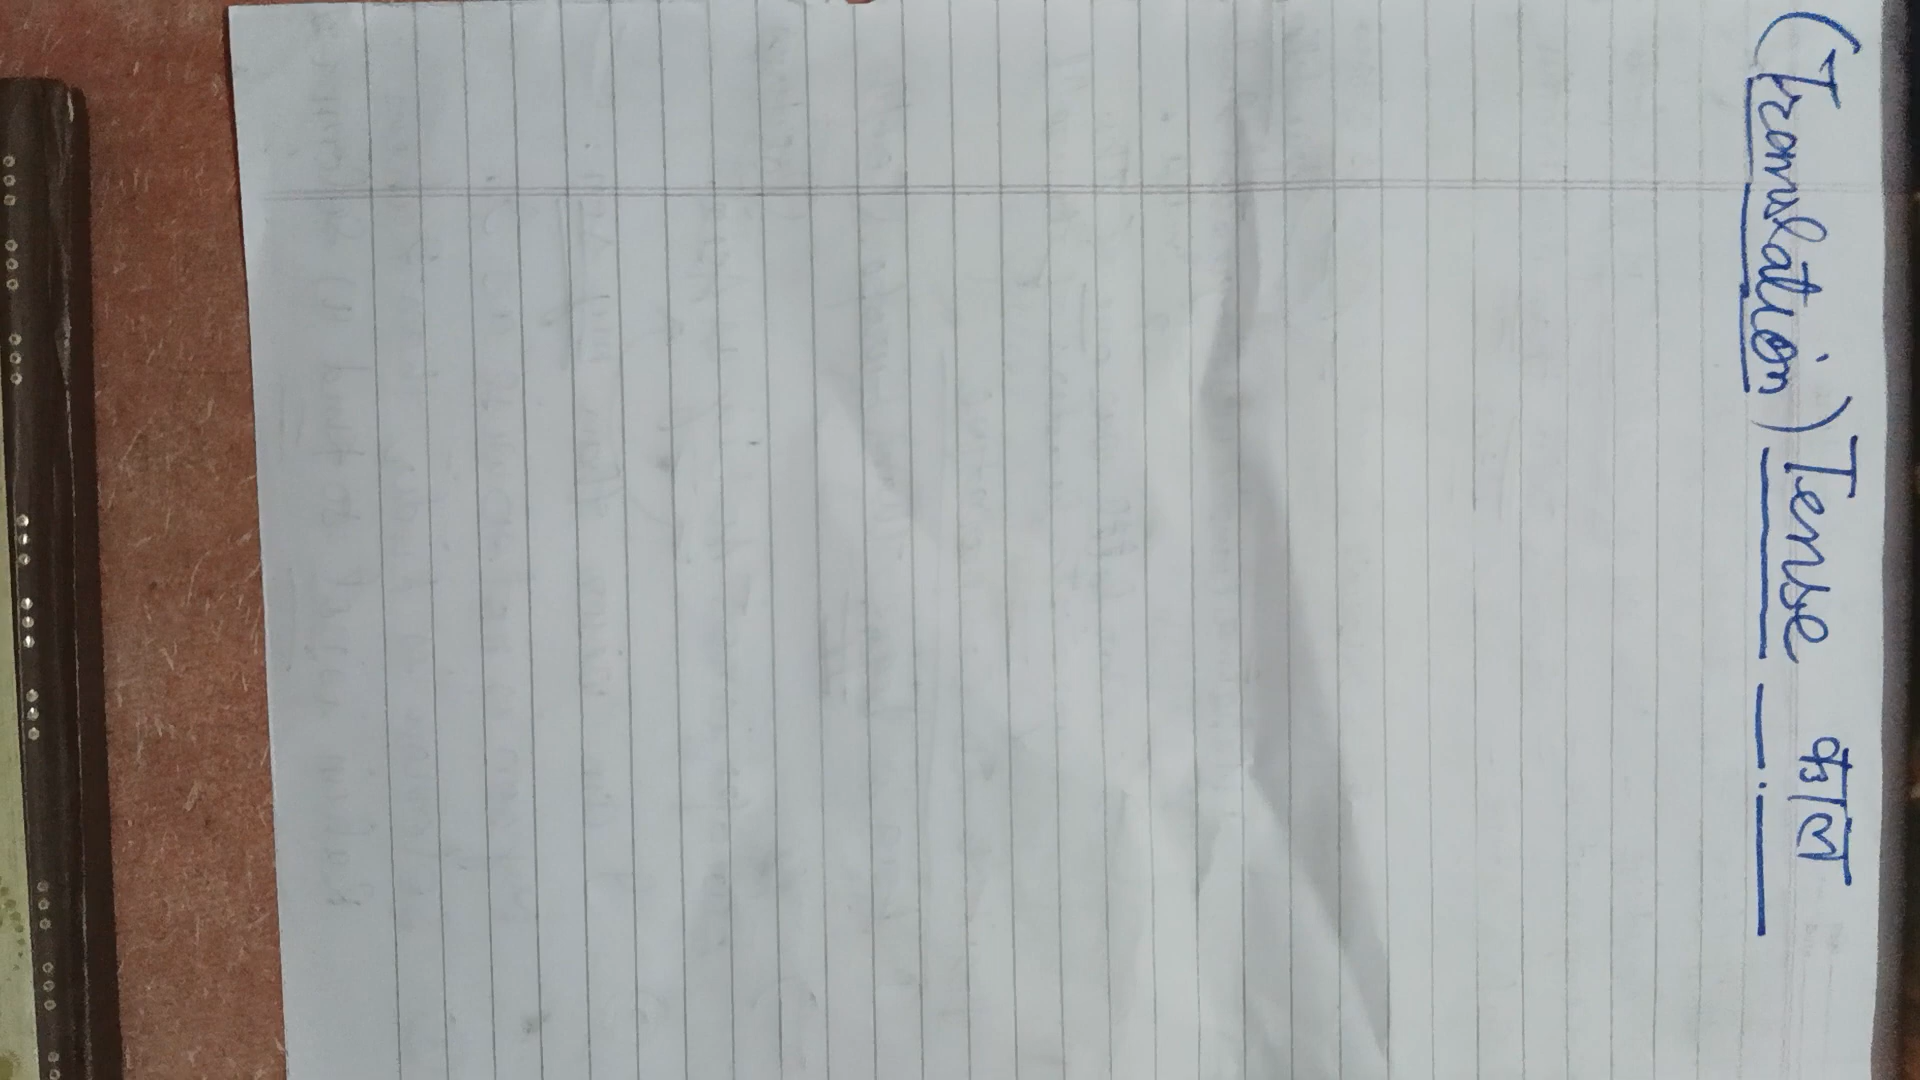 (Translation) Tense काल